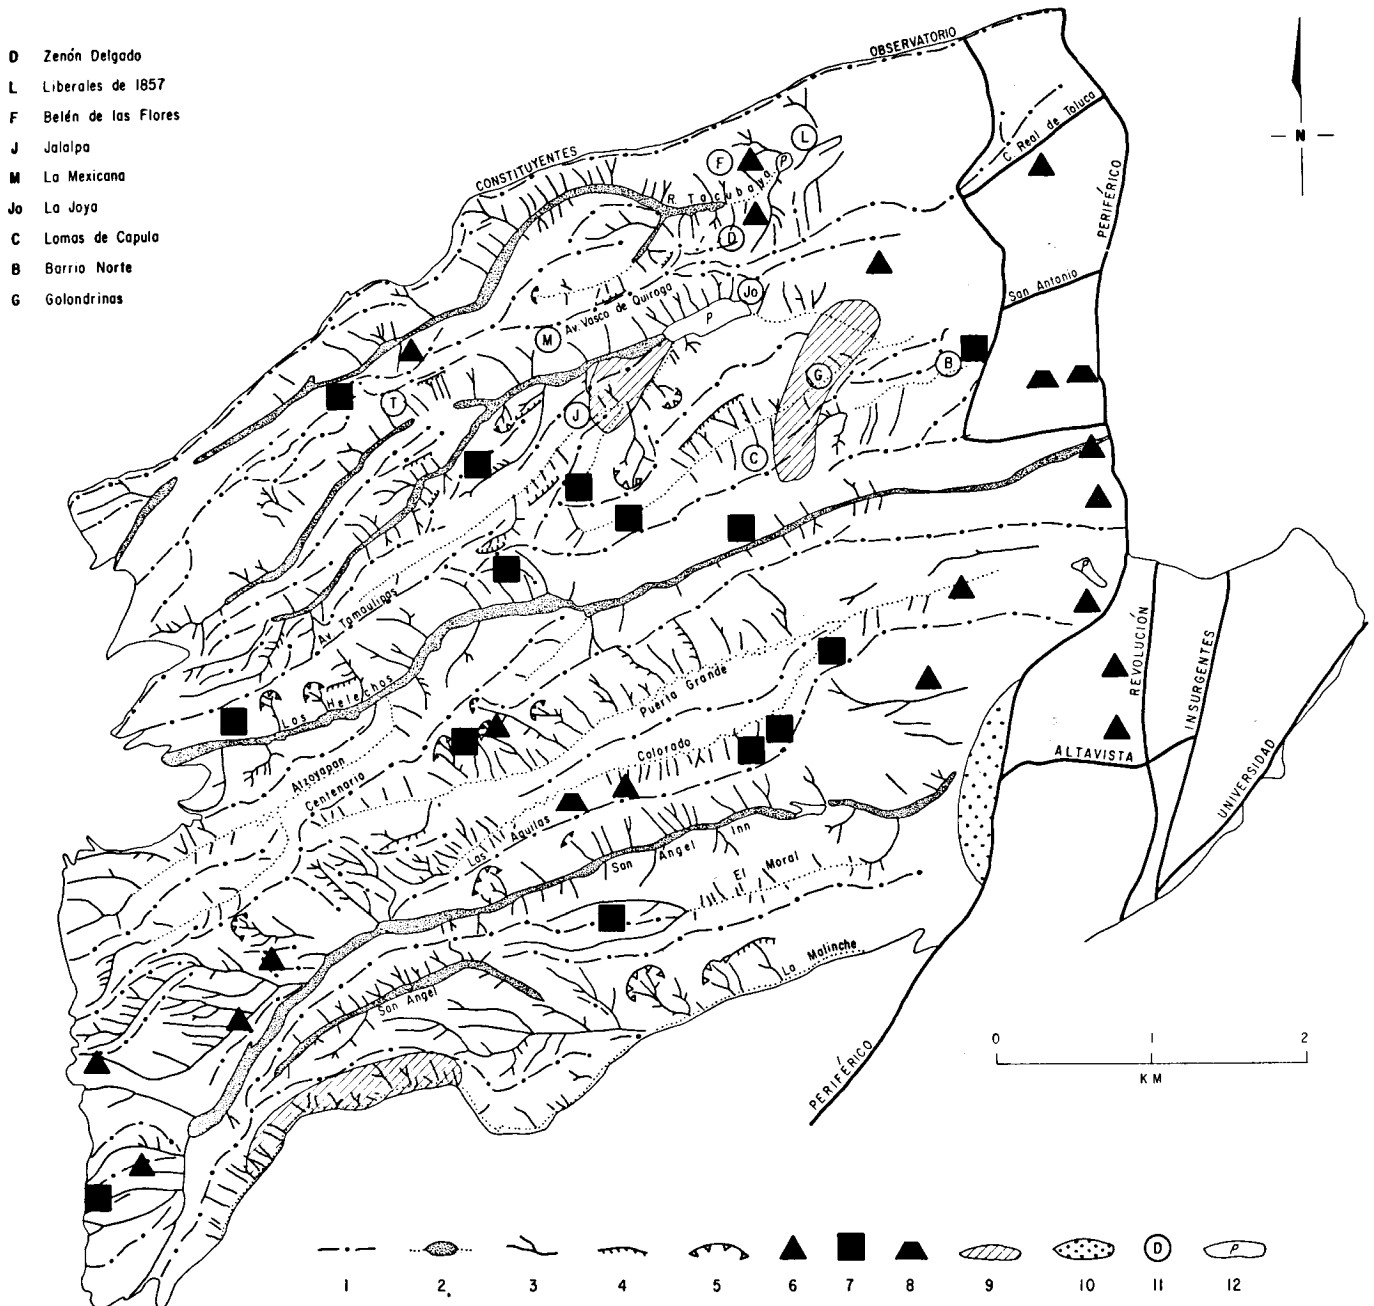 D Zenón Delgado
L Liberales de 1857
F Belén de las Flores
J Jalalpa
M La Mexicana
Jo La Joya
C Lomas de Capula
B Barrio Norte
G Golondrinas
OBSERVATORIO
CONSTITUYENTES
C. Real de Toluca
N
PERIFÉRICO
L
F
P
R. Tacubaya
D
San Antonio
Jo
Av. Vasco de Quiroga
P
M
G
B
T
J
C
Av. Tamaulipas
P
REVOLUCIÓN
INSURGENTES
UNIVERSIDAD
ALTAVISTA
Los Helechos
Puerta Grande
Atzoyapan
Centenario
Colorado
Las Aguilas
San Angel Inn
El Moral
La Malinche
San Angel
PERIFÉRICO
0 1 2
KM
D P
1 2. 3 4 5 6 7 8 9 10 11 12